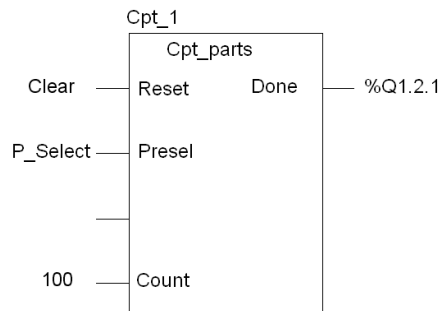 Cpt_1
Cpt_parts
Clear Reset Done %Q1.2.1
P_Select Presel
100 Count